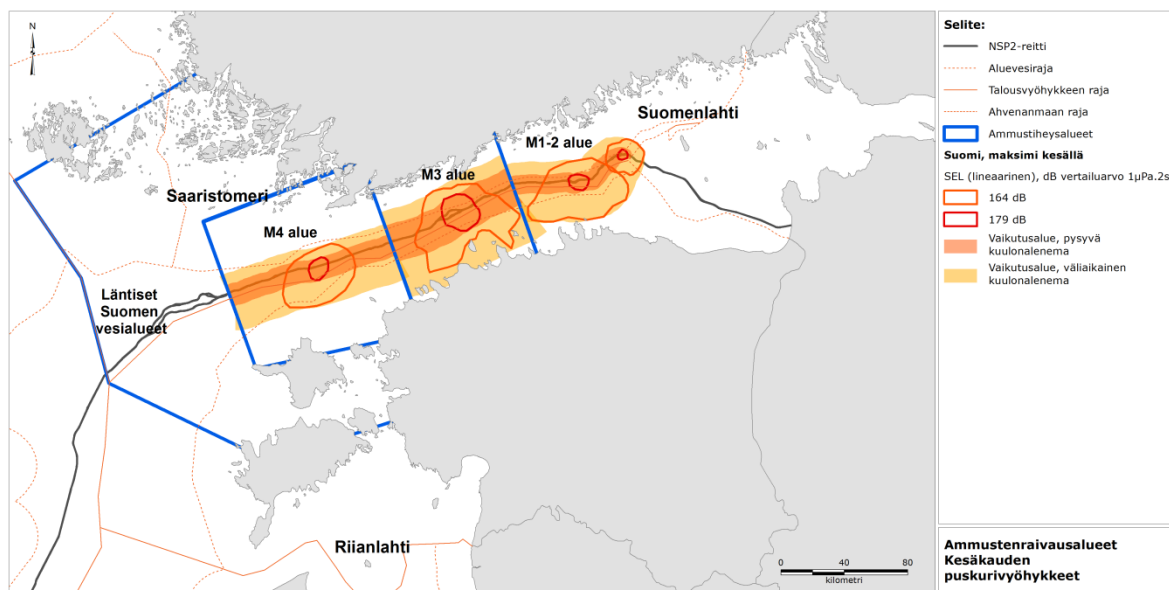 N
Suomenlahti
M1-2 alue
M3 alue
Saaristomeri
M4 alue
Läntiset
Suomen
vesialueet
Riianlahti
0 40 80
kilometri
Selite:
NSP2-reitti
Aluevesiraja
Talousvyöhykkeen raja
Ahvenanmaan raja
Ammustiheysalueet
Suomi, maksimi kesällä
SEL (lineaarinen), dB vertailuarvo 1µPa.2s
164 dB
179 dB
Vaikutusalue, pysyvä
kuulonalenema
Vaikutusalue, väliaikainen
kuulonalenema
Ammustenraivausalueet
Kesäkauden
puskurivyöhykkeet